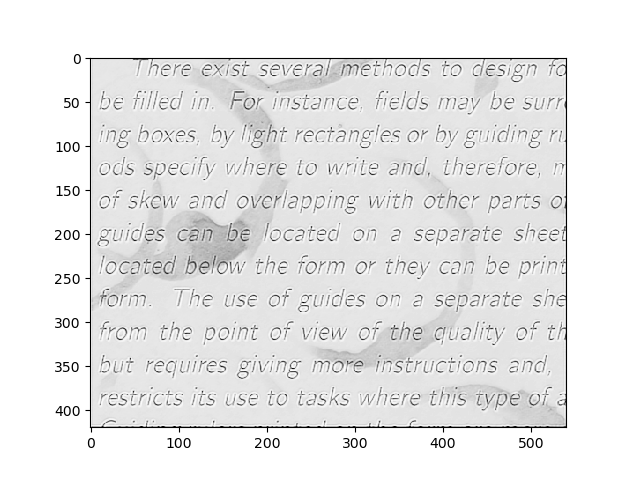 0
50
100
150
200
250
300
350
400
There exist several methods to design fo
be filled in. For instance, fields may be surr
ing boxes, by light rectangles or by guiding ru
ods specify where to write and, therefore, m
of skew and overlapping with other parts of
guides can be located on a separate sheet
located below the form or they can be print
form. The use of guides on a separate she
from the point of view of the quality of th
but requires giving more instructions and,
restricts its use to tasks where this type of a
0 100 200 300 400 500